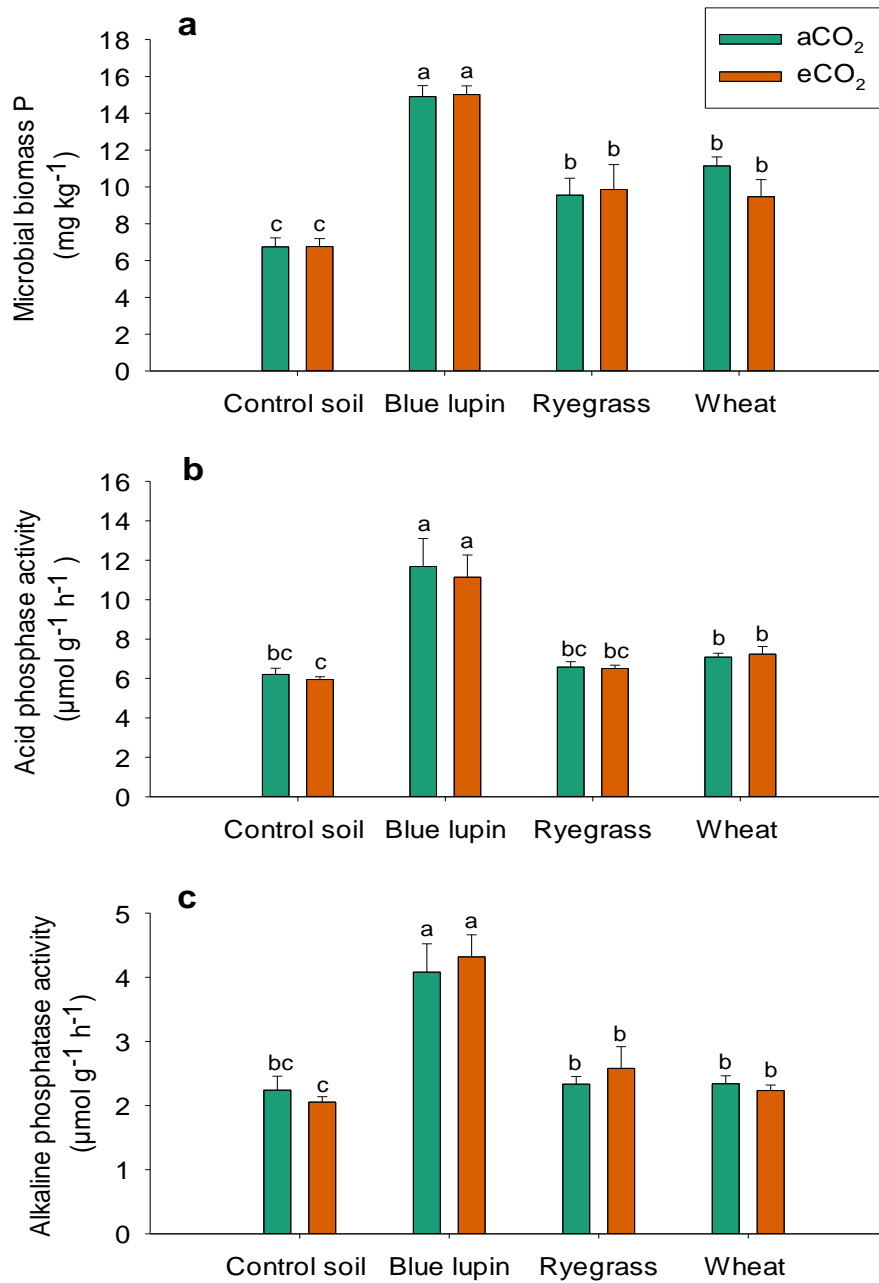 a
aCO₂
eCO₂
Microbial biomass P
(mg kg⁻¹)
18
16
14
12
10
8
6
4
2
0
c c a a b b b b
Control soil Blue lupin Ryegrass Wheat
b
Acid phosphase activity
(µmol g⁻¹ h⁻¹ )
16
14
12
10
8
6
4
2
0
bc c a a bc bc b b
Control soil Blue lupin Ryegrass Wheat
c
Alkaline phosphatase activity
(µmol g⁻¹ h⁻¹)
5
4
3
2
1
0
bc c a a b b b b
Control soil Blue lupin Ryegrass Wheat